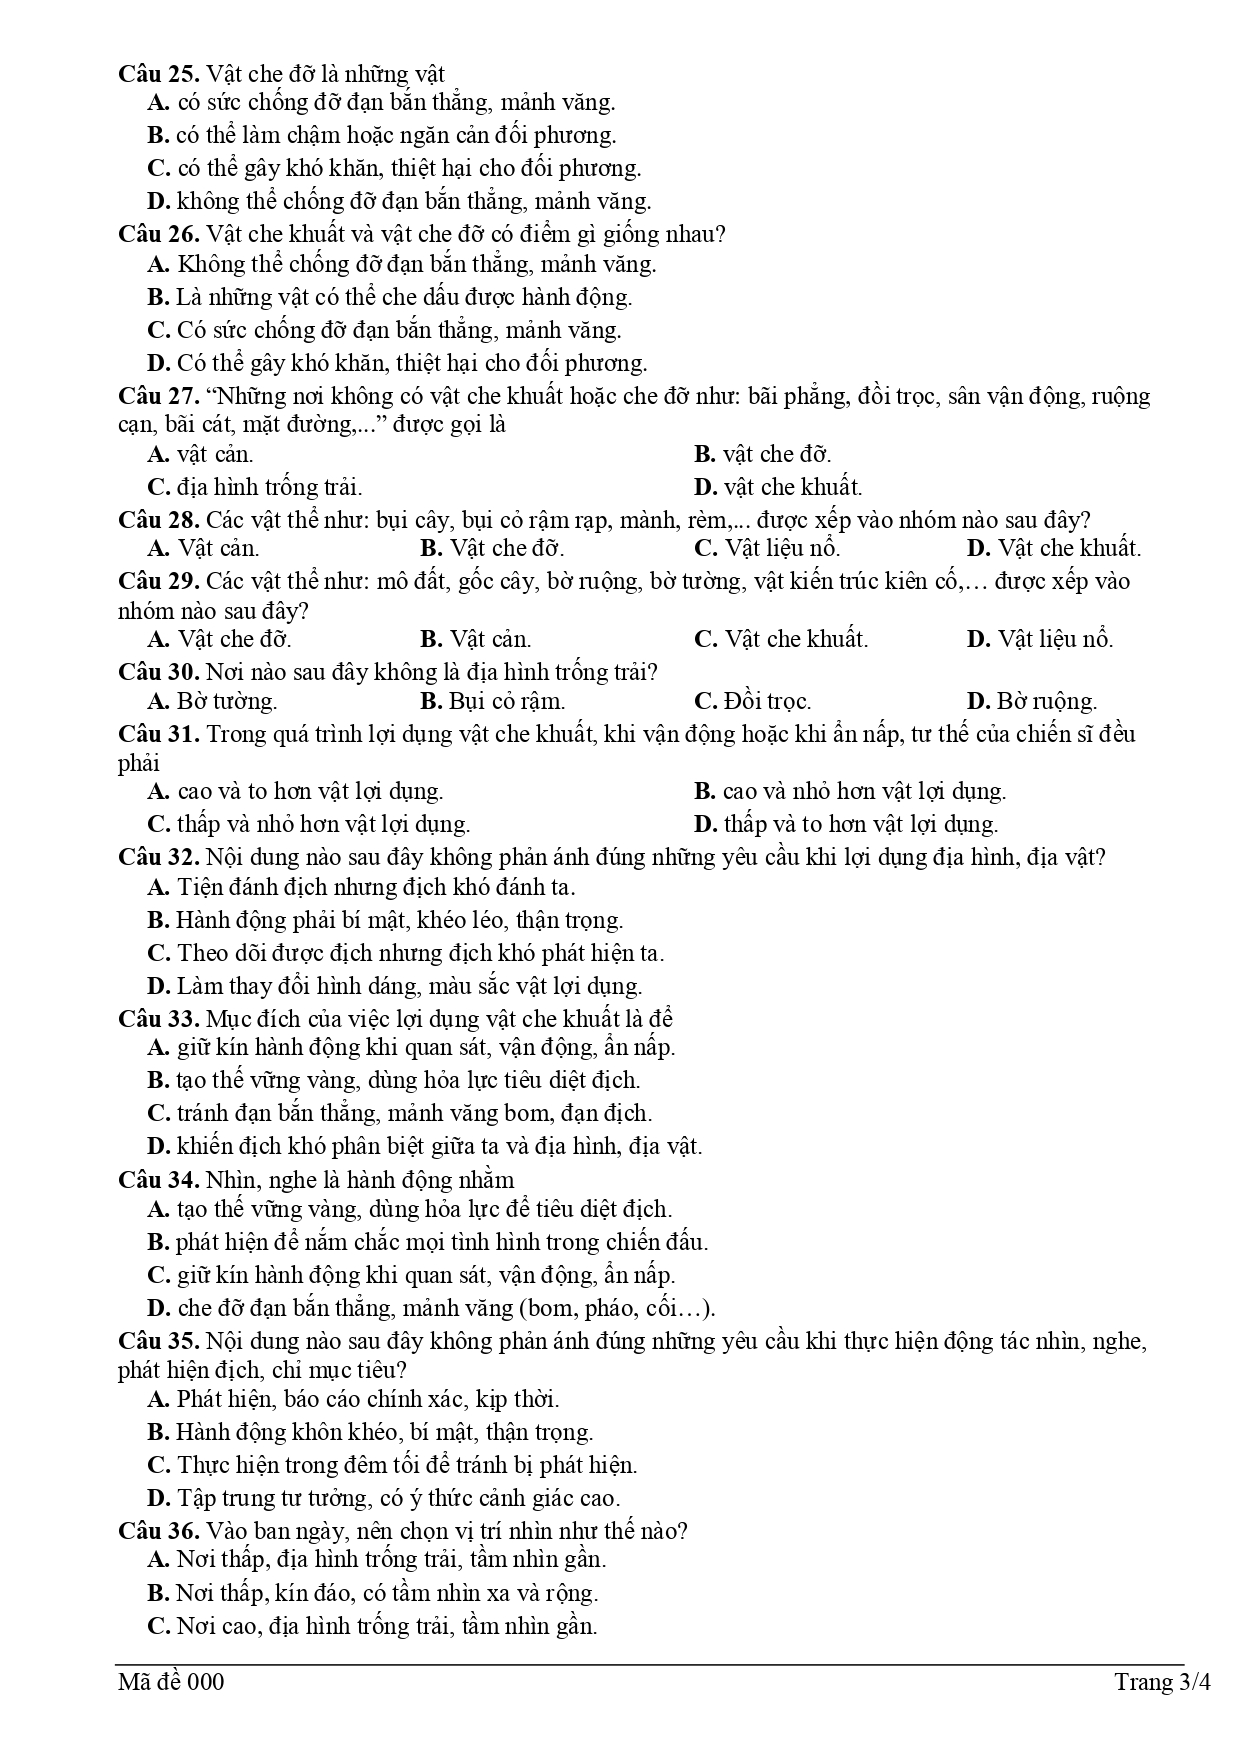 Câu 25. Vật che đỡ là những vật
A. có sức chống đỡ đạn bắn thẳng, mảnh văng.
B. có thể làm chậm hoặc ngăn cản đối phương.
C. có thể gây khó khăn, thiệt hại cho đối phương.
D. không thể chống đỡ đạn bắn thẳng, mảnh văng.
Câu 26. Vật che khuất và vật che đỡ có điểm gì giống nhau?
A. Không thể chống đỡ đạn bắn thẳng, mảnh văng.
B. Là những vật có thể che dấu được hành động.
C. Có sức chống đỡ đạn bắn thẳng, mảnh văng.
D. Có thể gây khó khăn, thiệt hại cho đối phương.
Câu 27. “Những nơi không có vật che khuất hoặc che đỡ như: bãi phẳng, đồi trọc, sân vận động, ruộng
cạn, bãi cát, mặt đường,...” được gọi là
A. vật cản. B. vật che đỡ.
C. địa hình trống trải. D. vật che khuất.
Câu 28. Các vật thể như: bụi cây, bụi cỏ rậm rạp, mành, rèm,... được xếp vào nhóm nào sau đây?
A. Vật cản. B. Vật che đỡ. C. Vật liệu nổ. D. Vật che khuất.
Câu 29. Các vật thể như: mô đất, gốc cây, bờ ruộng, bờ tường, vật kiến trúc kiên cố,… được xếp vào
nhóm nào sau đây?
A. Vật che đỡ. B. Vật cản. C. Vật che khuất. D. Vật liệu nổ.
Câu 30. Nơi nào sau đây không là địa hình trống trải?
A. Bờ tường. B. Bụi cỏ rậm. C. Đồi trọc. D. Bờ ruộng.
Câu 31. Trong quá trình lợi dụng vật che khuất, khi vận động hoặc khi ẩn nấp, tư thế của chiến sĩ đều
phải
A. cao và to hơn vật lợi dụng. B. cao và nhỏ hơn vật lợi dụng.
C. thấp và nhỏ hơn vật lợi dụng. D. thấp và to hơn vật lợi dụng.
Câu 32. Nội dung nào sau đây không phản ánh đúng những yêu cầu khi lợi dụng địa hình, địa vật?
A. Tiện đánh địch nhưng địch khó đánh ta.
B. Hành động phải bí mật, khéo léo, thận trọng.
C. Theo dõi được địch nhưng địch khó phát hiện ta.
D. Làm thay đổi hình dáng, màu sắc vật lợi dụng.
Câu 33. Mục đích của việc lợi dụng vật che khuất là để
A. giữ kín hành động khi quan sát, vận động, ẩn nấp.
B. tạo thế vững vàng, dùng hỏa lực tiêu diệt địch.
C. tránh đạn bắn thẳng, mảnh văng bom, đạn địch.
D. khiến địch khó phân biệt giữa ta và địa hình, địa vật.
Câu 34. Nhìn, nghe là hành động nhằm
A. tạo thế vững vàng, dùng hỏa lực để tiêu diệt địch.
B. phát hiện để nắm chắc mọi tình hình trong chiến đấu.
C. giữ kín hành động khi quan sát, vận động, ẩn nấp.
D. che đỡ đạn bắn thẳng, mảnh văng (bom, pháo, cối…).
Câu 35. Nội dung nào sau đây không phản ánh đúng những yêu cầu khi thực hiện động tác nhìn, nghe,
phát hiện địch, chỉ mục tiêu?
A. Phát hiện, báo cáo chính xác, kịp thời.
B. Hành động khôn khéo, bí mật, thận trọng.
C. Thực hiện trong đêm tối để tránh bị phát hiện.
D. Tập trung tư tưởng, có ý thức cảnh giác cao.
Câu 36. Vào ban ngày, nên chọn vị trí nhìn như thế nào?
A. Nơi thấp, địa hình trống trải, tầm nhìn gần.
B. Nơi thấp, kín đáo, có tầm nhìn xa và rộng.
C. Nơi cao, địa hình trống trải, tầm nhìn gần.
Mã đề 000 Trang 3/4